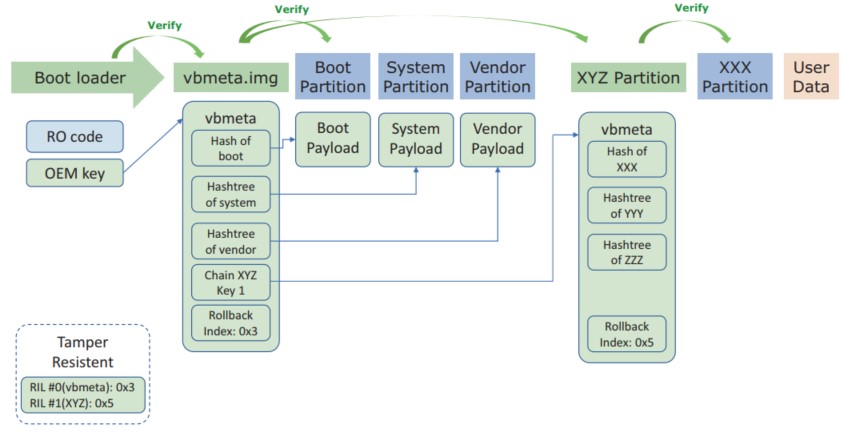 Verify
Verify
Verify
Boot loader
vbmeta.img
Boot
Partition
System
Partition
Vendor
Partition
XYZ Partition
XXX
Partition
User
Data
RO code
OEM key
vbmeta
Hash of
boot
Hashtree
of system
Hashtree
of vendor
Chain XYZ
Key 1
Rollback
Index: 0x3
Boot
Payload
System
Payload
Vendor
Payload
vbmeta
Hash of
XXX
Hashtree
of YYY
Hashtree
of ZZZ
Rollback
Index: 0x5
Tamper
Resistent
RIL #0(vbmeta): 0x3
RIL #1(XYZ): 0x5